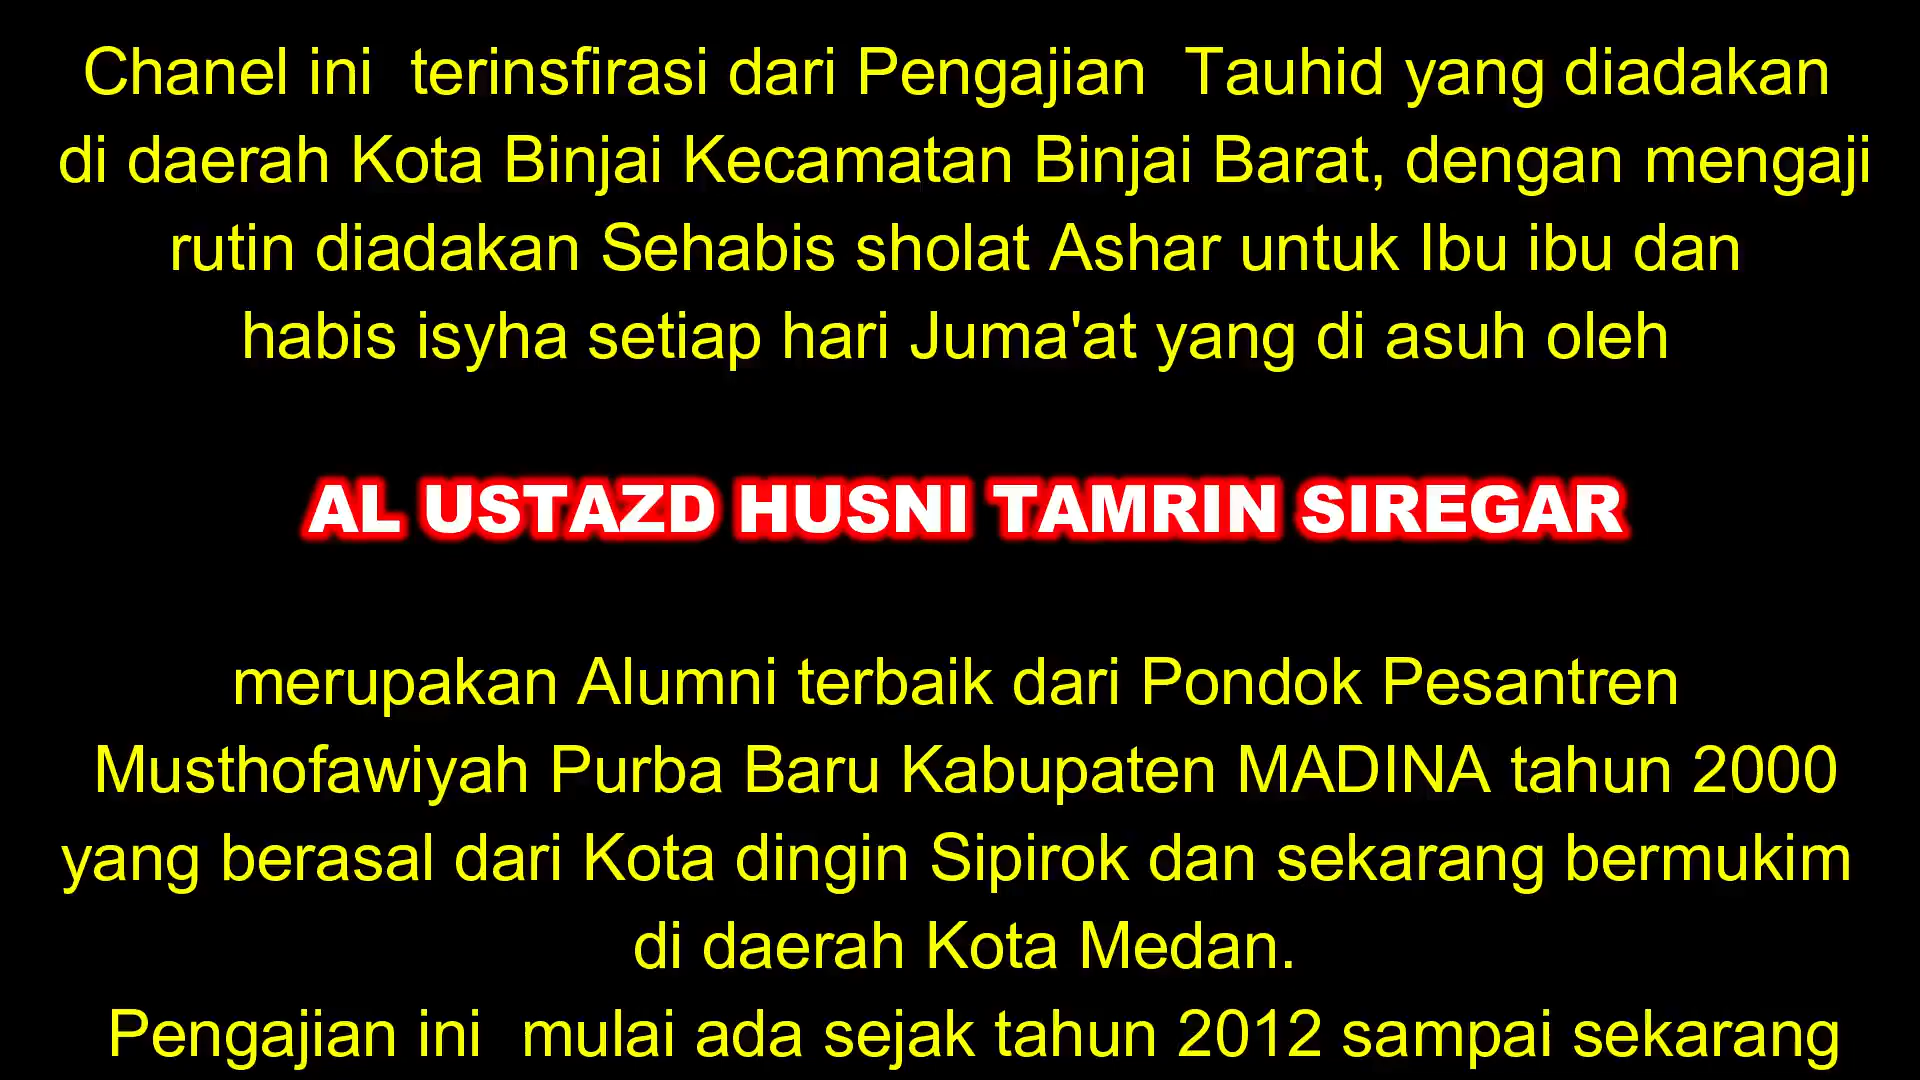 Chanel ini terinsfirasi dari Pengajian Tauhid yang diadakan
di daerah Kota Binjai Kecamatan Binjai Barat, dengan mengaji
rutin diadakan Sehabis sholat Ashar untuk Ibu ibu dan
habis isyha setiap hari Juma'at yang di asuh oleh
AL USTAZD HUSNI TAMRIN SIREGAR
merupakan Alumni terbaik dari Pondok Pesantren
Musthofawiyah Purba Baru Kabupaten MADINA tahun 2000
yang berasal dari Kota dingin Sipirok dan sekarang bermukim
di daerah Kota Medan.
Pengajian ini mulai ada sejak tahun 2012 sampai sekarang